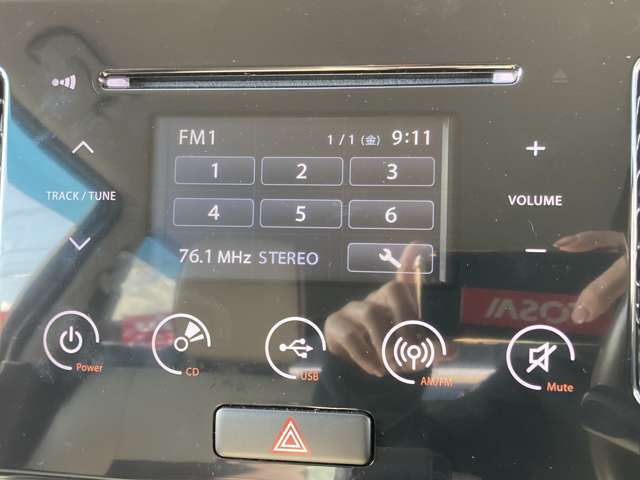 FM1 1/1 (金) 9:11
1 2 3
TRACK / TUNE
VOLUME
4 5 6
76.1 MHz STEREO
Power
CD
USB
AM/FM
Mute